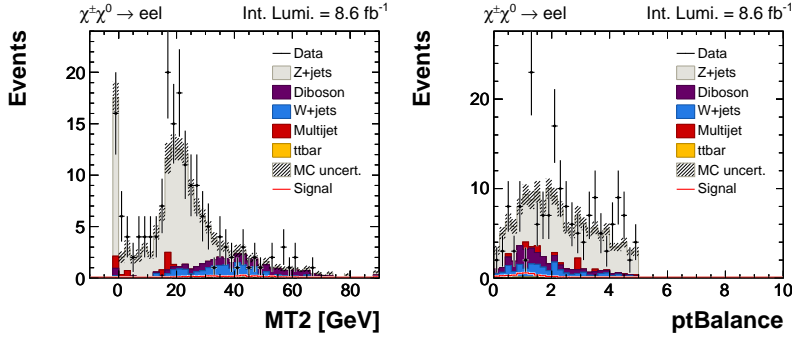 χ±χ0 → eel Int. Lumi. = 8.6 fb-1
Events
20
15
10
5
0
Data
Z+jets
Diboson
W+jets
Multijet
ttbar
MC uncert.
Signal
0 20 40 60 80
MT2 [GeV]
χ±χ0 → eel Int. Lumi. = 8.6 fb-1
Events
20
10
0
Data
Z+jets
Diboson
W+jets
Multijet
ttbar
MC uncert.
Signal
0 2 4 6 8 10
ptBalance